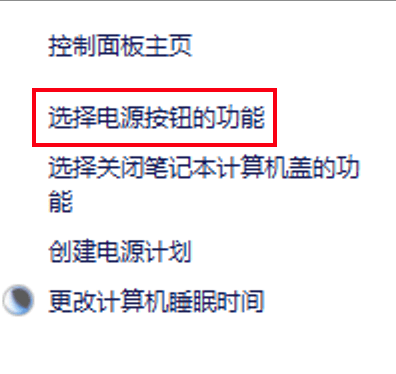 控制面板主页
选择电源按钮的功能
选择关闭笔记本计算机盖的功
能
创建电源计划
更改计算机睡眠时间